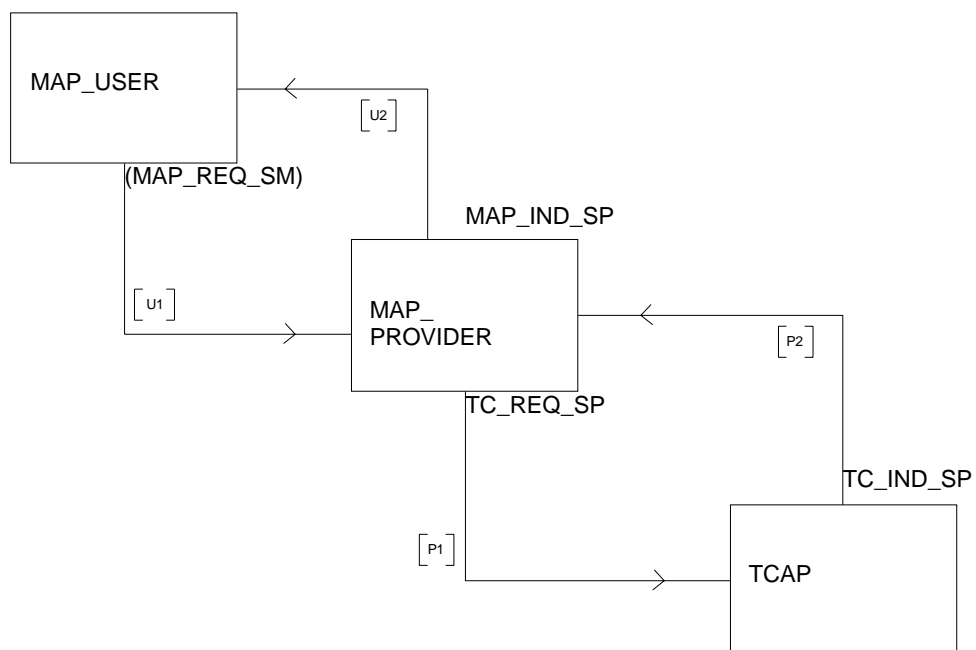 MAP_USER
[U2]
(MAP_REQ_SM)
MAP_IND_SP
[U1]
MAP_
PROVIDER
[P2]
TC_REQ_SP
TC_IND_SP
[P1]
TCAP